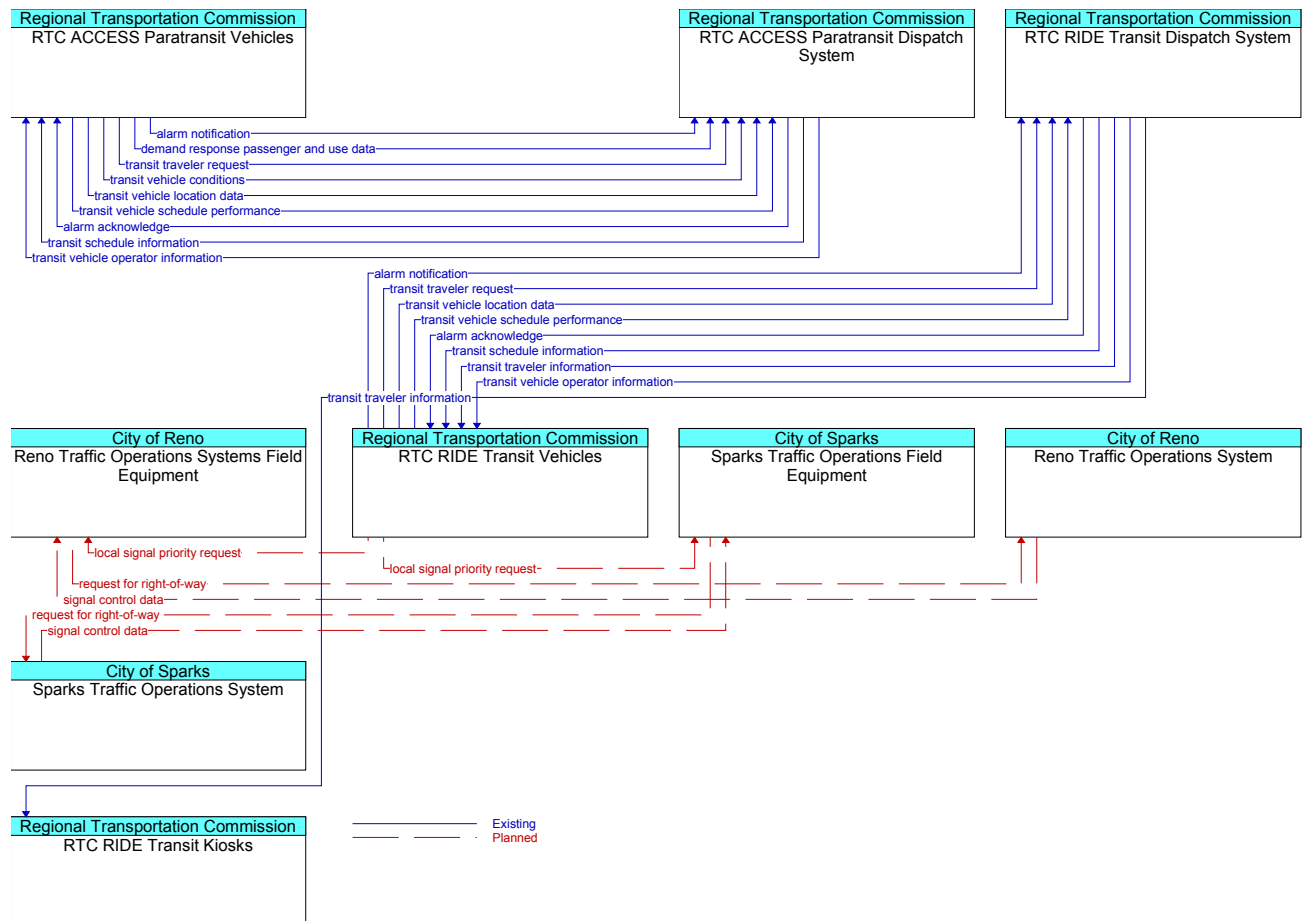 Regional Transportation Commission
RTC ACCESS Paratransit Vehicles
Regional Transportation Commission
RTC ACCESS Paratransit Dispatch
System
Regional Transportation Commission
RTC RIDE Transit Dispatch System
alarm notification
demand response passenger and use data
transit traveler request
transit vehicle conditions
transit vehicle location data
transit vehicle schedule performance
alarm acknowledge
transit schedule information
transit vehicle operator information
alarm notification
transit traveler request
transit vehicle location data
transit vehicle schedule performance
alarm acknowledge
transit schedule information
transit traveler information
transit vehicle operator information
transit traveler information
City of Reno
Reno Traffic Operations Systems Field
Equipment
Regional Transportation Commission
RTC RIDE Transit Vehicles
City of Sparks
Sparks Traffic Operations Field
Equipment
City of Reno
Reno Traffic Operations System
local signal priority request
local signal priority request
request for right-of-way
signal control data
request for right-of-way
signal control data
City of Sparks
Sparks Traffic Operations System
Regional Transportation Commission
RTC RIDE Transit Kiosks
Existing
Planned